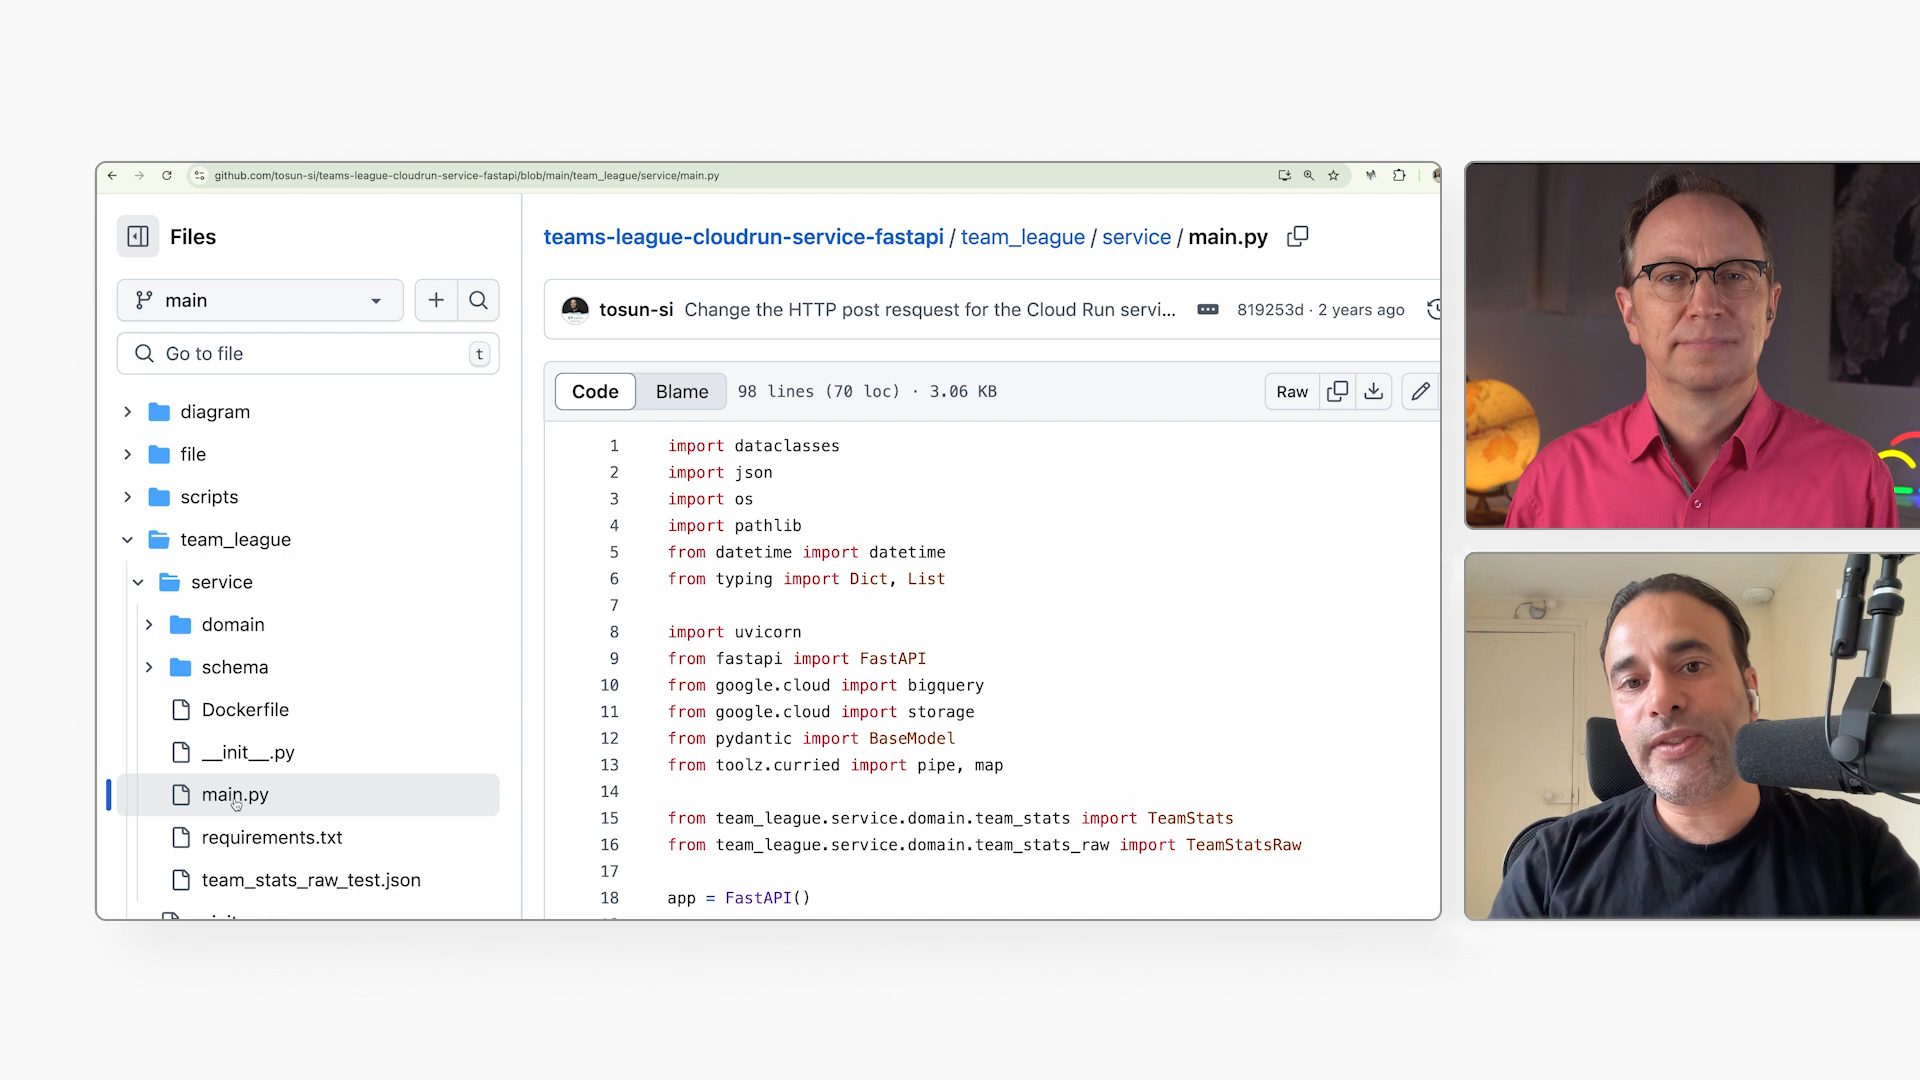 github.com/tosun-si/teams-league-cloudrun-service-fastapi/blob/main/team_league/service/main.py
Files
main
Go to file
t
diagram
file
scripts
team_league
service
domain
schema
Dockerfile
__init__.py
main.py
requirements.txt
team_stats_raw_test.json
teams-league-cloudrun-service-fastapi / team_league / service / main.py
tosun-si Change the HTTP post resquest for the Cloud Run servi... 819253d · 2 years ago
Code Blame 98 lines (70 loc) · 3.06 KB Raw
1 import dataclasses
2 import json
3 import os
4 import pathlib
5 from datetime import datetime
6 from typing import Dict, List
7
8 import uvicorn
9 from fastapi import FastAPI
10 from google.cloud import bigquery
11 from google.cloud import storage
12 from pydantic import BaseModel
13 from toolz.curried import pipe, map
14
15 from team_league.service.domain.team_stats import TeamStats
16 from team_league.service.domain.team_stats_raw import TeamStatsRaw
17
18 app = FastAPI()